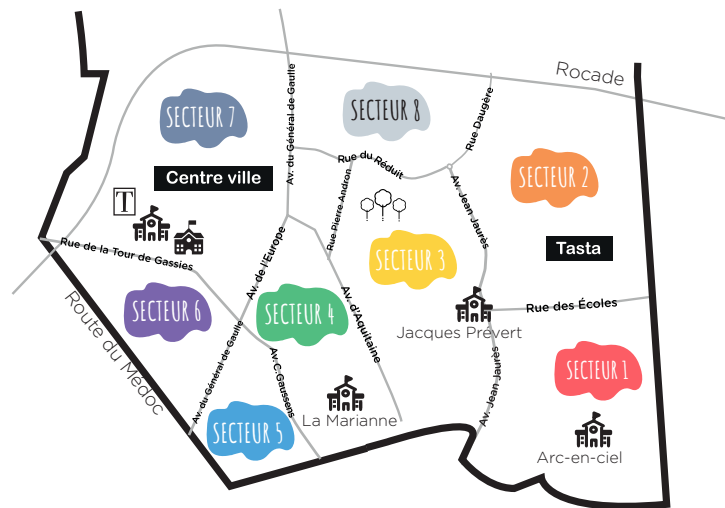 Rocade
SECTEUR 7
Av. du Général de Gaulle
SECTEUR 8
Rue Daugère
Rue du Réduit
Centre ville
Rue Pierre Andron
Av. Jean Jaurès
SECTEUR 2
T
Rue de la Tour de Gassies
Av. de l'Europe
SECTEUR 3
Tasta
Route du Médoc
SECTEUR 6
SECTEUR 4
Av. d'Aquitaine
Rue des Écoles
Jacques Prévert
Av. du Général de Gaulle
Av. C. Gaussens
Av. Jean Jaurès
SECTEUR 1
La Marianne
SECTEUR 5
Arc-en-ciel